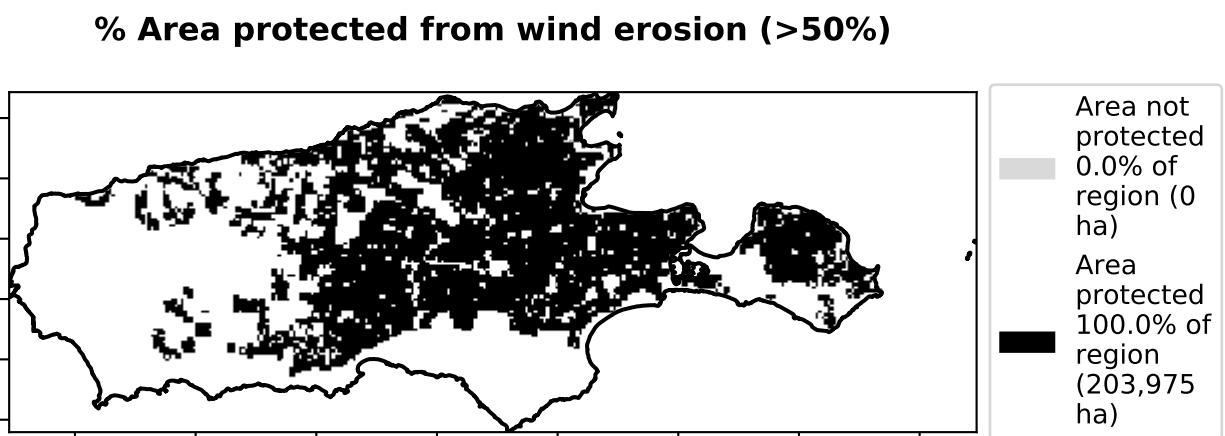 % Area protected from wind erosion (>50%)
Area not
protected
0.0% of
region (0
ha)
Area
protected
100.0% of
region
(203,975
ha)